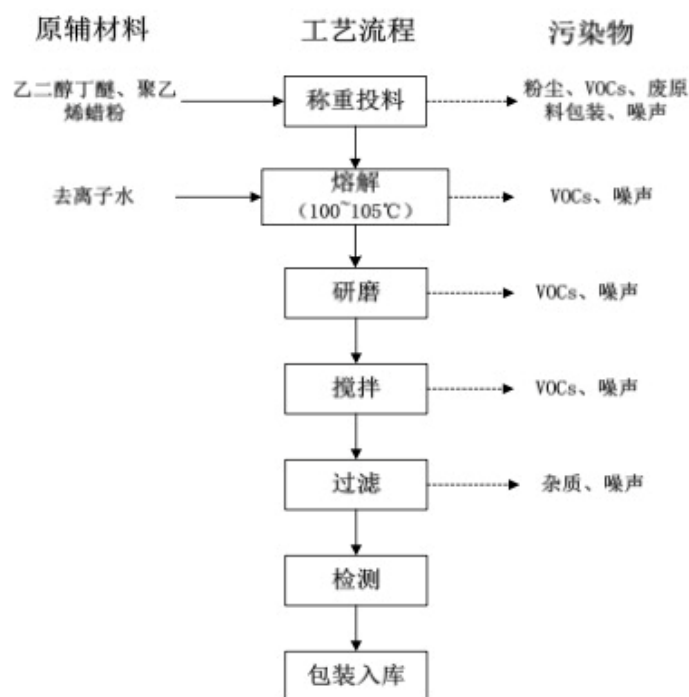 原辅材料
工艺流程
污染物
乙二醇丁醚、聚乙
烯蜡粉
称重投料
粉尘、VOCs、废原
料包装、噪声
去离子水
熔解
(100~105℃)
VOCs、噪声
研磨
VOCs、噪声
搅拌
VOCs、噪声
过滤
杂质、噪声
检测
包装入库